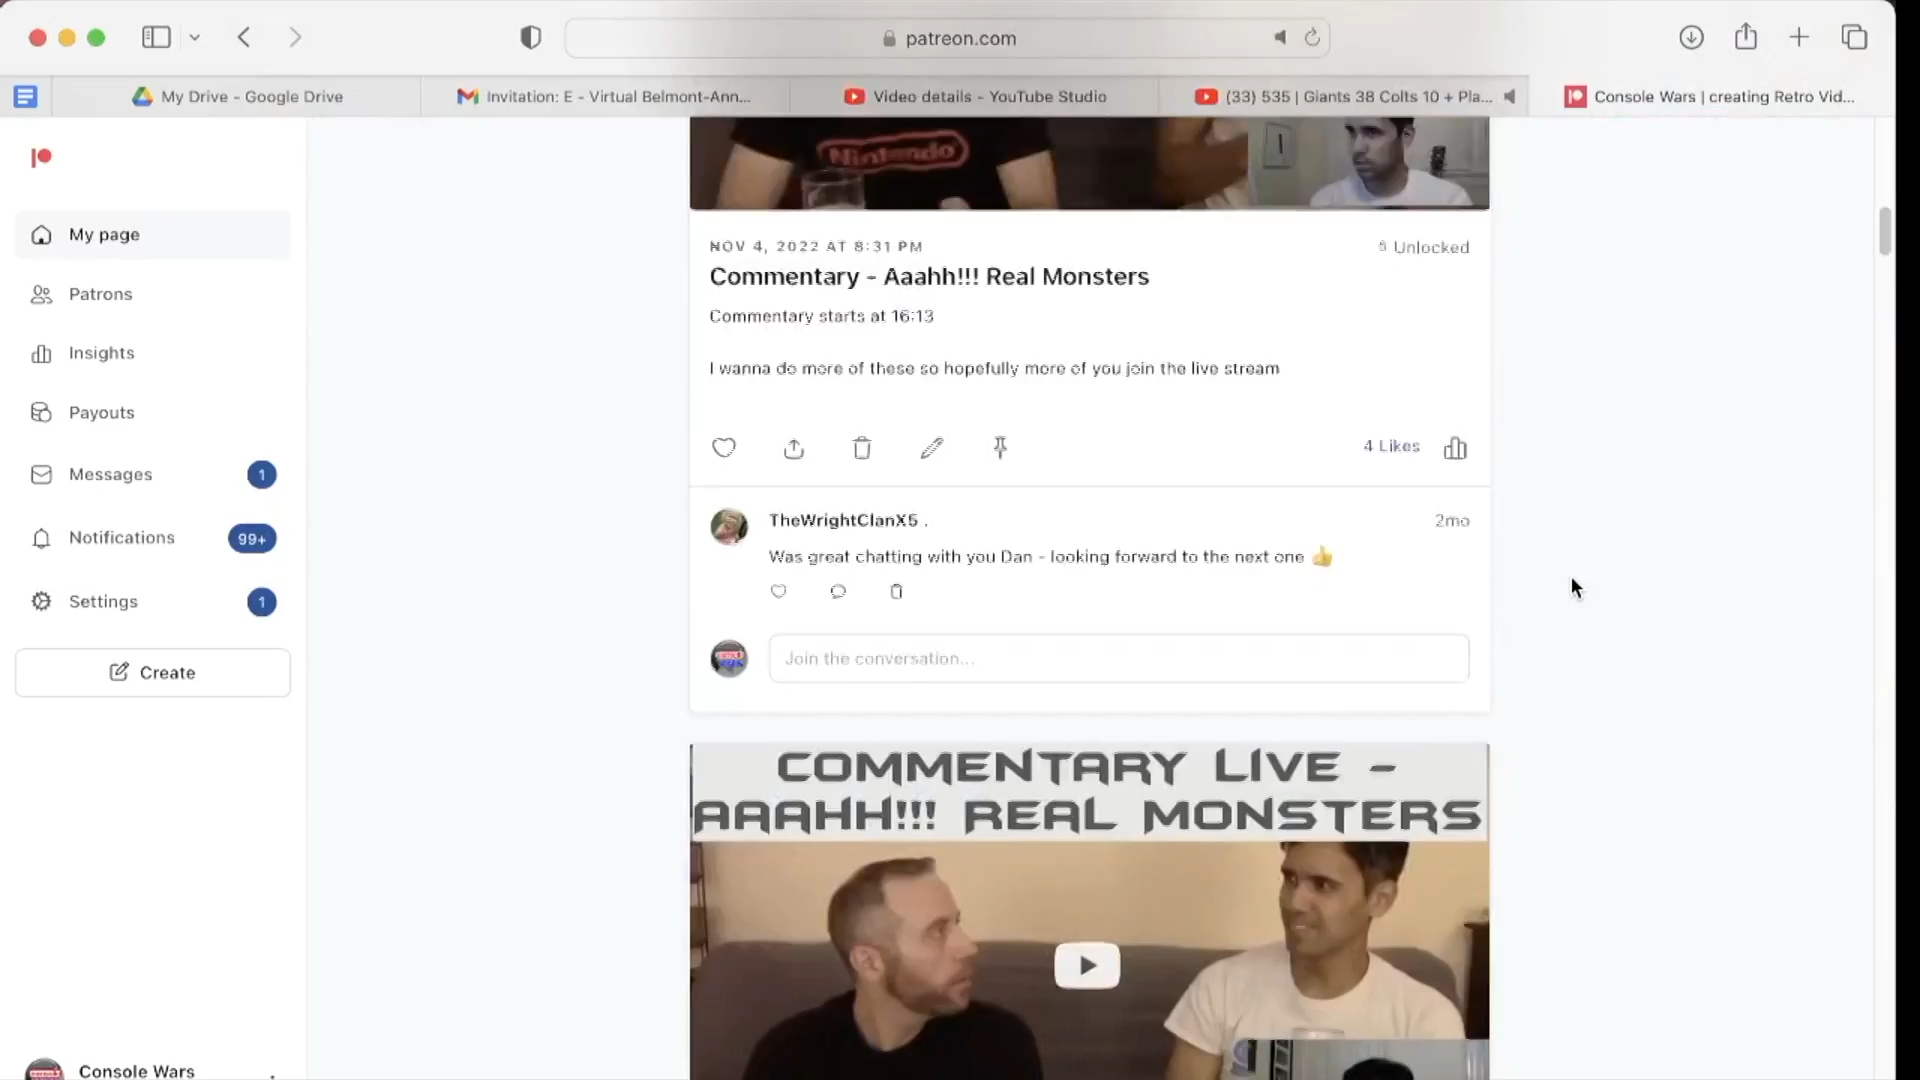 patreon.com
My Drive - Google Drive
Invitation: E - Virtual Belmont-Ann...
Video details - YouTube Studio
(33) 535 | Giants 38 Colts 10 + Pla...
Console Wars | creating Retro Vid...
My page
Patrons
Insights
Payouts
Messages
1
Notifications
99+
Settings
1
Create
Console Wars
Nintendo
NOV 4, 2022 AT 8:31 PM
Unlocked
Commentary - Aaahh!!! Real Monsters
Commentary starts at 16:13
I wanna do more of these so hopefully more of you join the live stream
4 Likes
TheWrightClanX5 .
2mo
Was great chatting with you Dan - looking forward to the next one 👍
Join the conversation...
COMMENTARY LIVE -
AAAHH!!! REAL MONSTERS